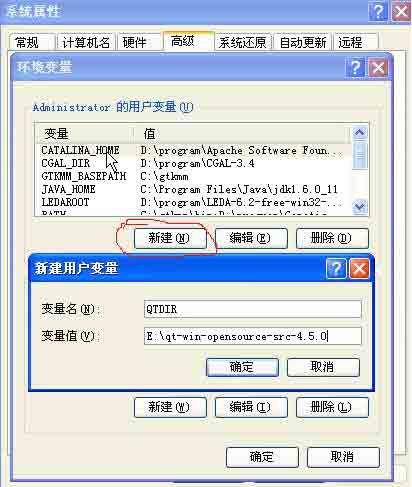 系统属性
常规 计算机名 硬件 高级 系统还原 自动更新 远程
环境变量
Administrator 的用户变量(U)
变量 值
CATALINA_HOME D:\program\Apache Software Foun...
CGAL_DIR D:\program\CGAL-3.4
GTKMM_BASEPATH C:\gtkmm
JAVA_HOME C:\Program Files\Java\jdk1.6.0_11
LEDAROOT D:\LEDA-6.2-free-win32-...
新建(N) 编辑(E) 删除(D)
新建用户变量
变量名(N): QTDIR
变量值(V): E:\qt-win-opensource-src-4.5.0
确定 取消
新建(W) 编辑(I) 删除(L)
确定 取消